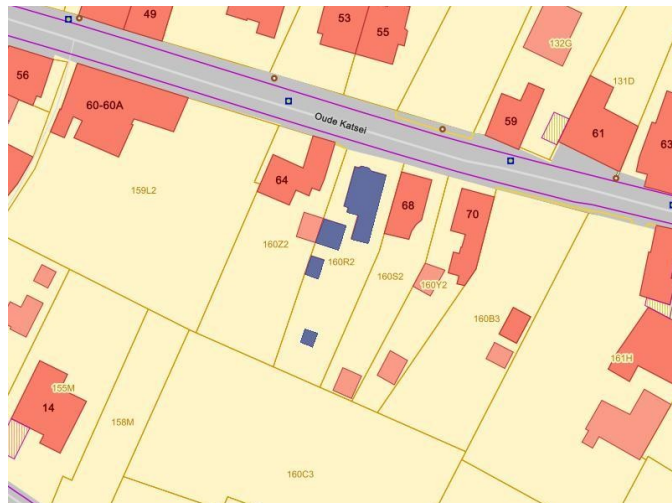 49
53
55
132G
131D
56
60-60A
Oude Katsei
59
61
63
159L2
64
68
70
160Z2
160R2
160S2
160Y2
160B3
161H
155M
14
158M
160C3